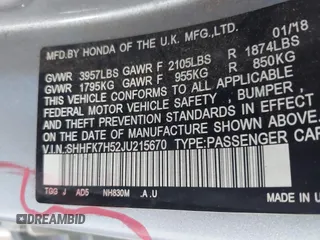 MFD.BY HONDA OF THE U.K. MFG.,LTD. 01/18
GVWR 3957LBS GAWR F 2105LBS R 1874LBS
GVWR 1795KG GAWR F 955KG R 850KG
THIS VEHICLE CONFORMS TO ALL APPLICABLE
FEDERAL MOTOR VEHICLE SAFETY , BUMPER ,
AND THEFT PREVENTION STANDARDS IN EFFECT
ON THE DATE OF MANUFACTURE SHOWN ABOVE.
V.I.N.:SHHFK7H52JU215670 TYPE:PASSENGER CAR
TGG J AD5 NH830M .A.U
© AMERBID.COM